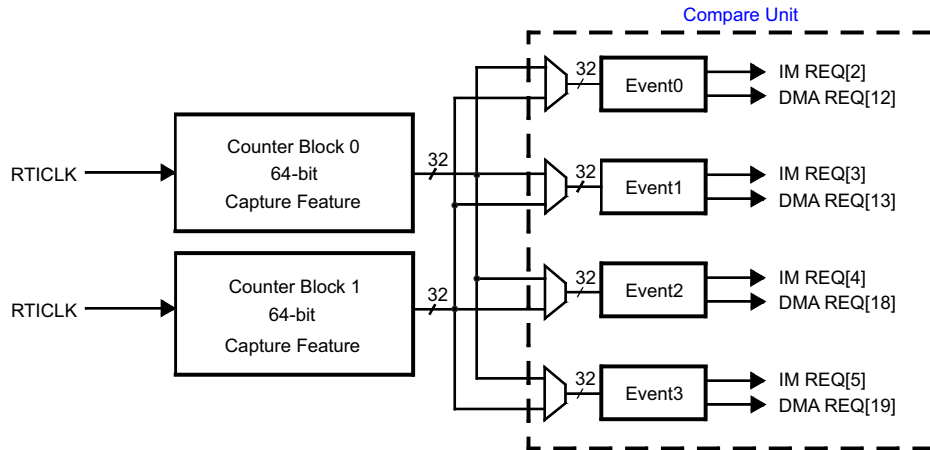 Compare Unit
RTICLK
Counter Block 0
64-bit
Capture Feature
32
RTICLK
Counter Block 1
64-bit
Capture Feature
32
32
Event0
IM REQ[2]
DMA REQ[12]
32
Event1
IM REQ[3]
DMA REQ[13]
32
Event2
IM REQ[4]
DMA REQ[18]
32
Event3
IM REQ[5]
DMA REQ[19]